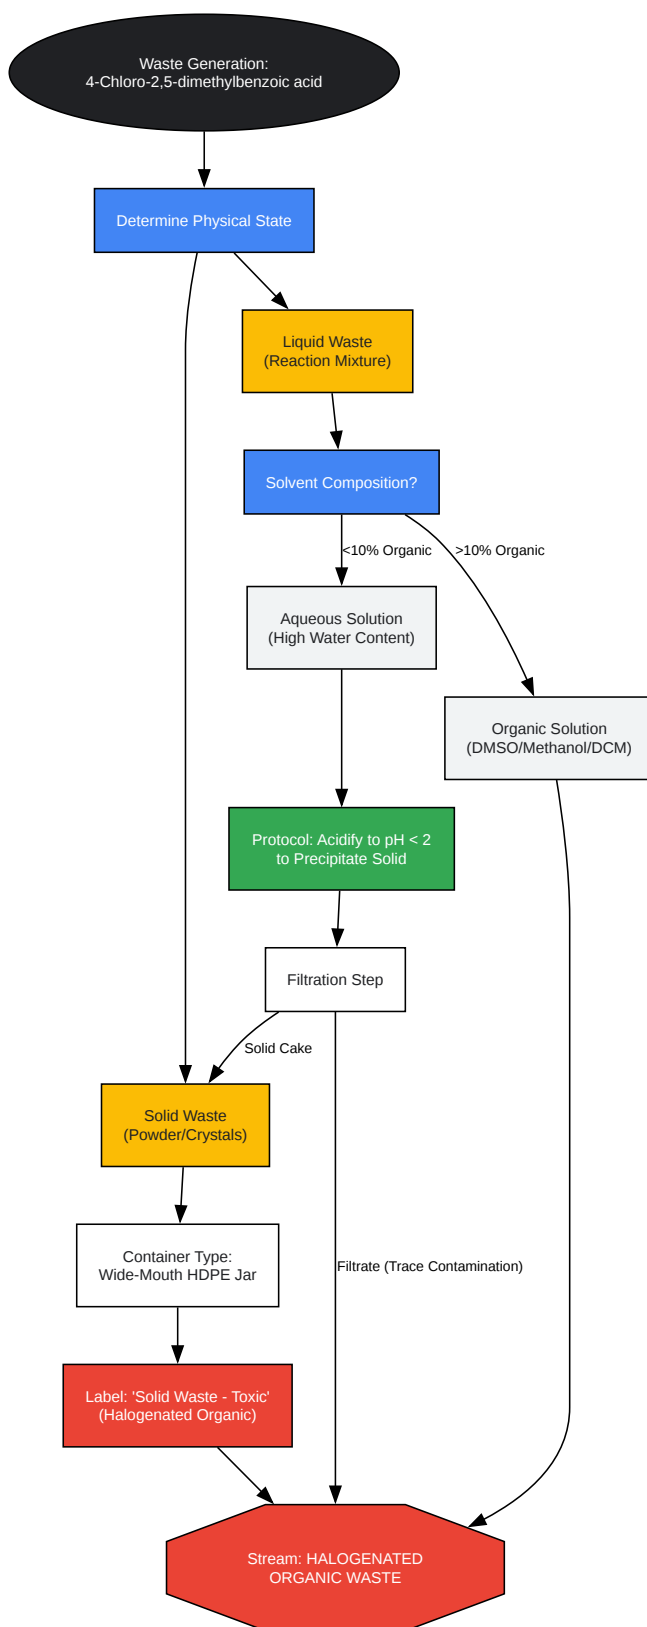 Waste Generation:
4-Chloro-2,5-dimethylbenzoic acid
Determine Physical State
Liquid Waste
(Reaction Mixture)
Solvent Composition?
<10% Organic
>10% Organic
Aqueous Solution
(High Water Content)
Organic Solution
(DMSO/Methanol/DCM)
Protocol: Acidify to pH < 2
to Precipitate Solid
Filtration Step
Solid Cake
Solid Waste
(Powder/Crystals)
Container Type:
Wide-Mouth HDPE Jar
Filtrate (Trace Contamination)
Label: 'Solid Waste - Toxic'
(Halogenated Organic)
Stream: HALOGENATED
ORGANIC WASTE